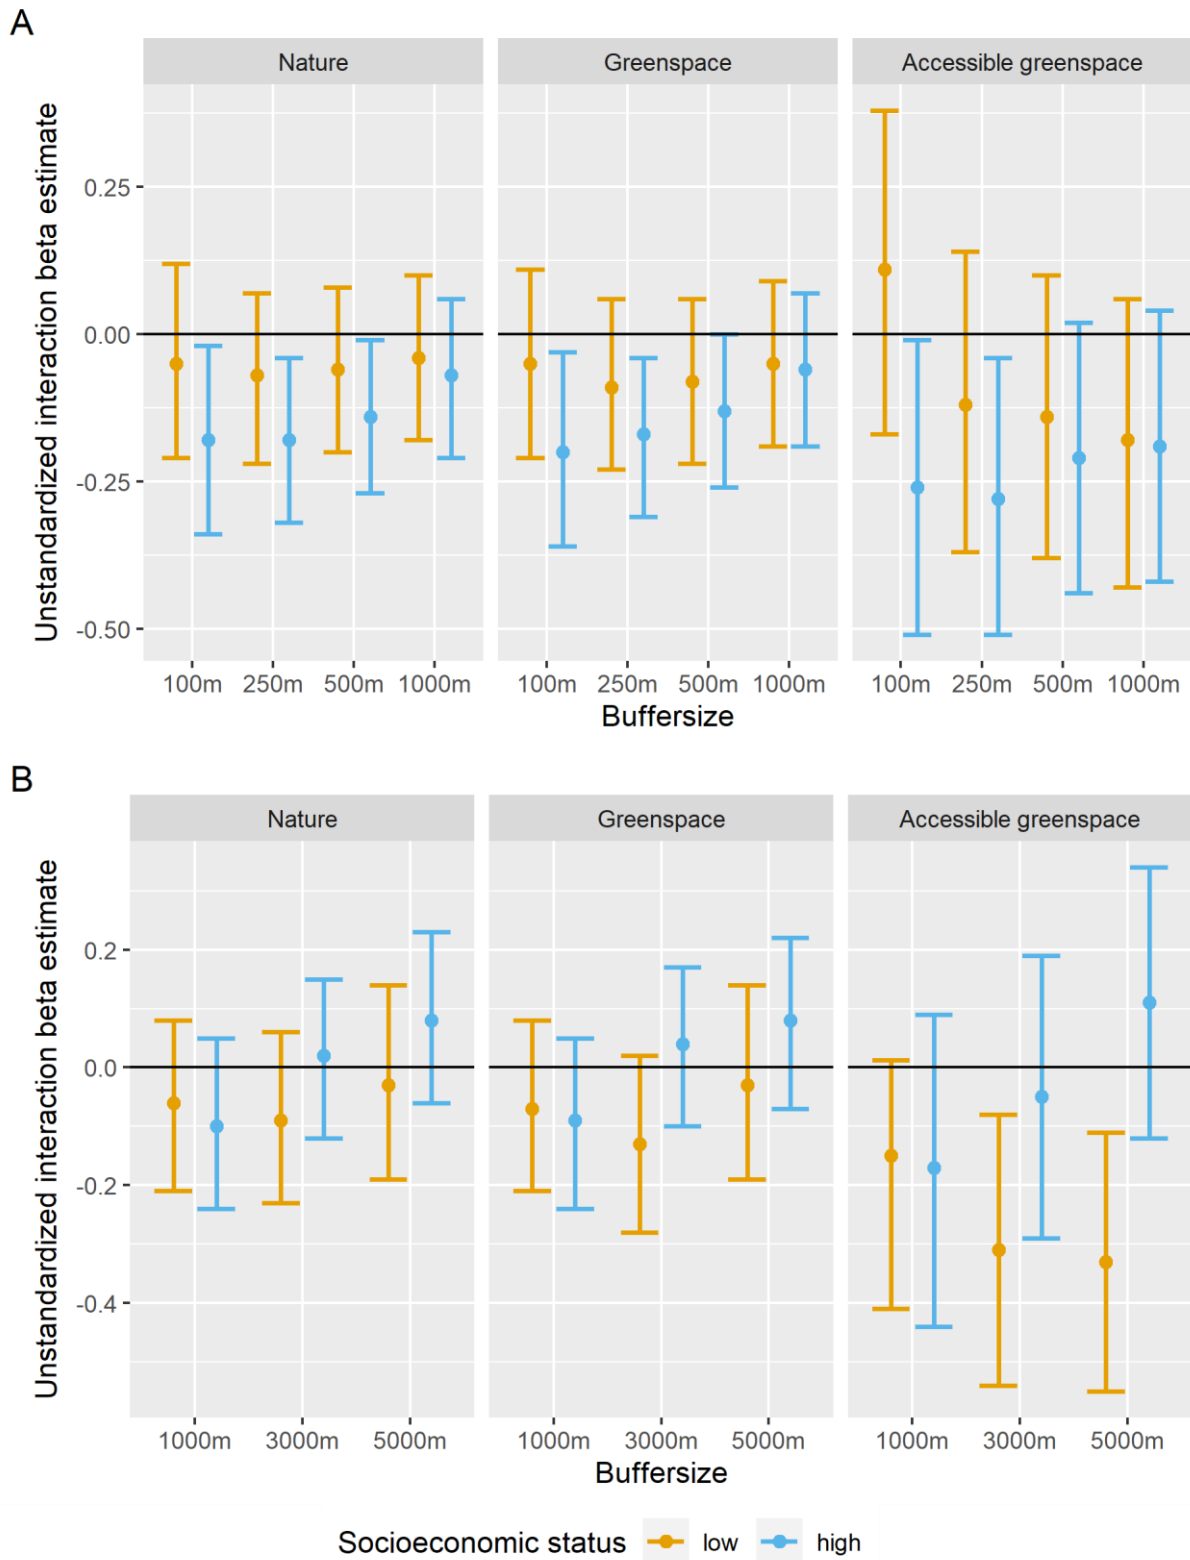 A
Nature Greenspace Accessible greenspace
Unstandardized interaction beta estimate
0.25
0.00
-0.25
-0.50
100m 250m 500m 1000m 100m 250m 500m 1000m 100m 250m 500m 1000m
Buffersize
B
Nature Greenspace Accessible greenspace
Unstandardized interaction beta estimate
0.2
0.0
-0.2
-0.4
1000m 3000m 5000m 1000m 3000m 5000m 1000m 3000m 5000m
Buffersize
Socioeconomic status low high